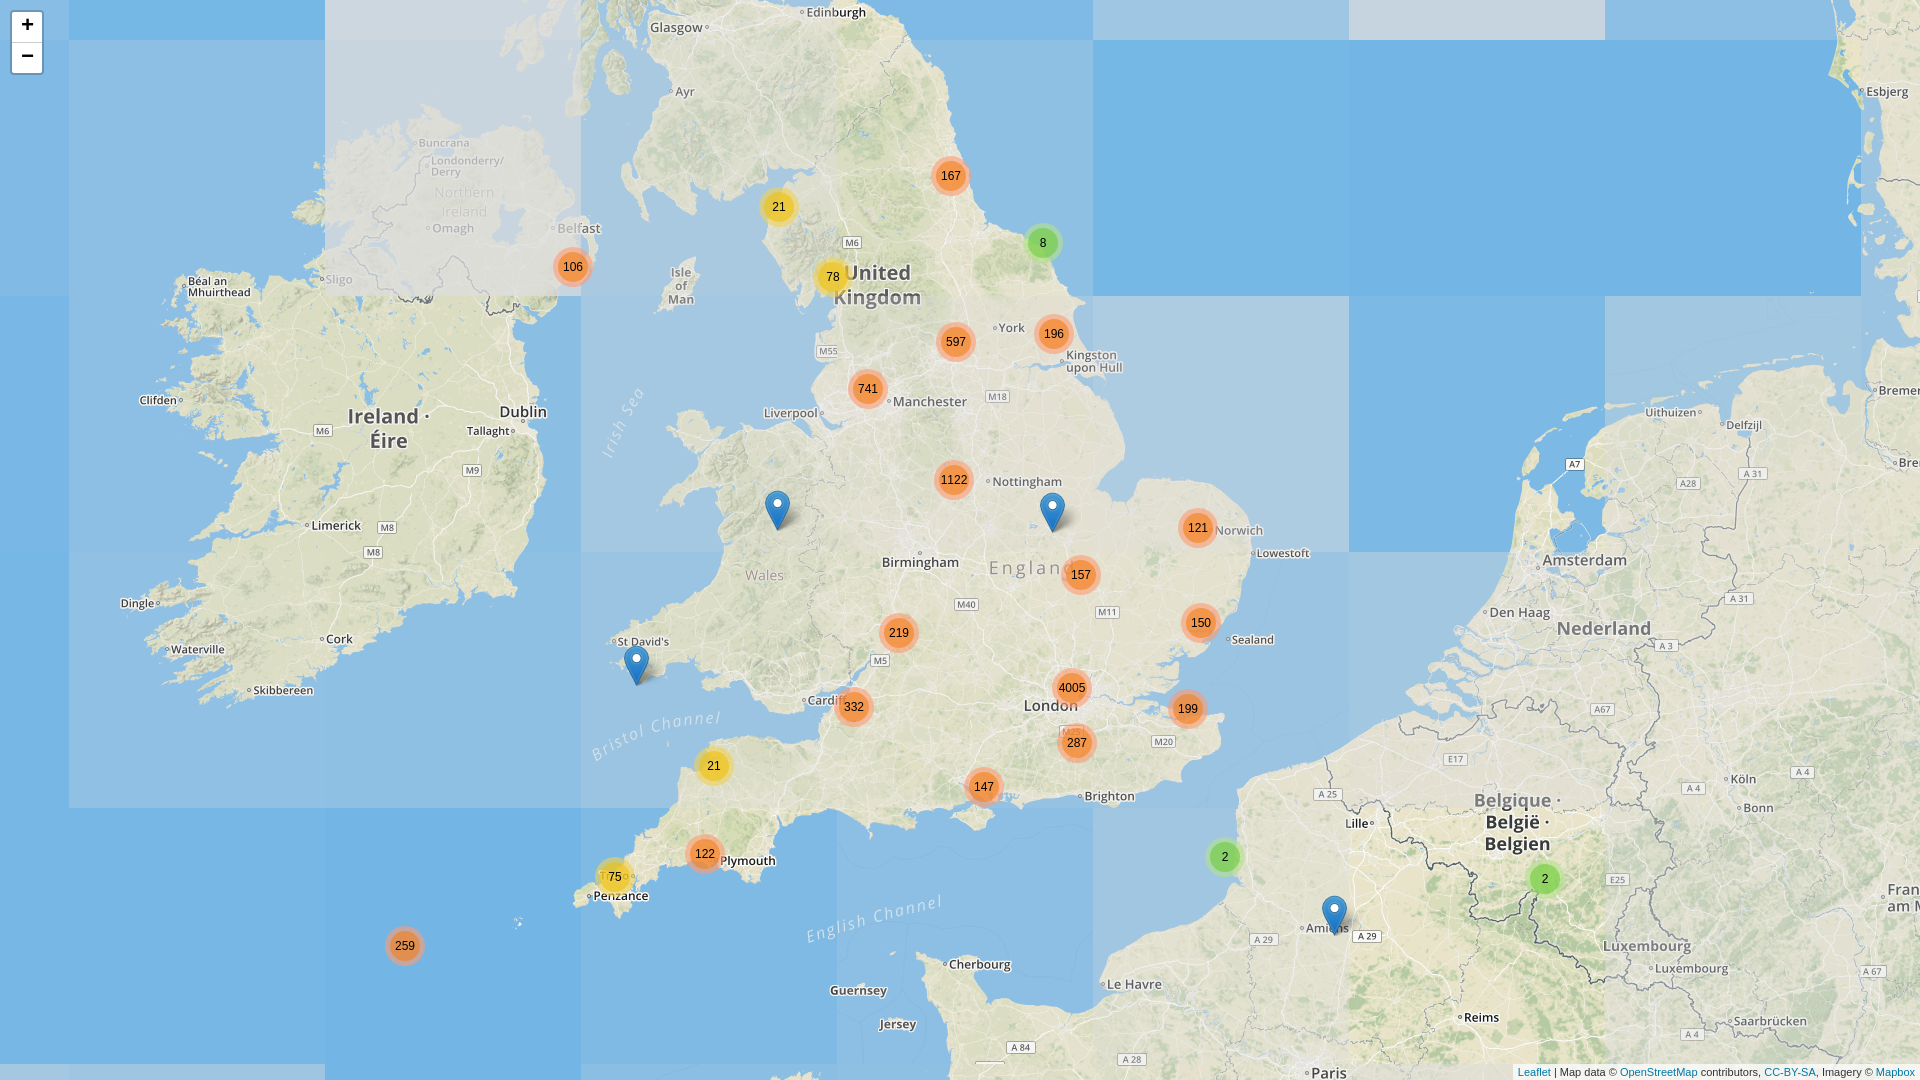 +
−
Glasgow
Edinburgh
Ayr
Esbjerg
Buncrana
Londonderry/
Derry
Northern
Ireland
Omagh
Belfast
106
167
21
8
M6
78
United
Kingdom
Isle
of
Man
Sligo
Béal an
Mhuirthead
York
196
597
Kingston
upon Hull
M55
741
Manchester
M18
Liverpool
Clifden
Dublin
Tallaght
Ireland ·
Éire
M6
M9
Irish Sea
Uithuizen
Delfzijl
A7
A 31
A28
1122
Nottingham
Limerick
M8
M8
121
Norwich
Lowestoft
Birmingham
England
157
Wales
Amsterdam
Den Haag
Nederland
A 31
A 3
Dingle
M40
M11
150
Sealand
219
M5
St David's
Cork
Waterville
Skibbereen
4005
London
199
Cardiff
332
287
M20
A67
E17
Bristol Channel
21
147
Brighton
A 25
A 4
Köln
A 4
Bonn
Belgique ·
België ·
Belgien
Lille
122
Plymouth
75
Penzance
2
2
E25
259
English Channel
Amiens
A 29
A 29
Luxembourg
Luxembourg
A 67
Cherbourg
Le Havre
Guernsey
Jersey
Reims
Saarbrücken
A 84
A 28
A 4
Paris
Leaflet | Map data © OpenStreetMap contributors, CC-BY-SA, Imagery © Mapbox